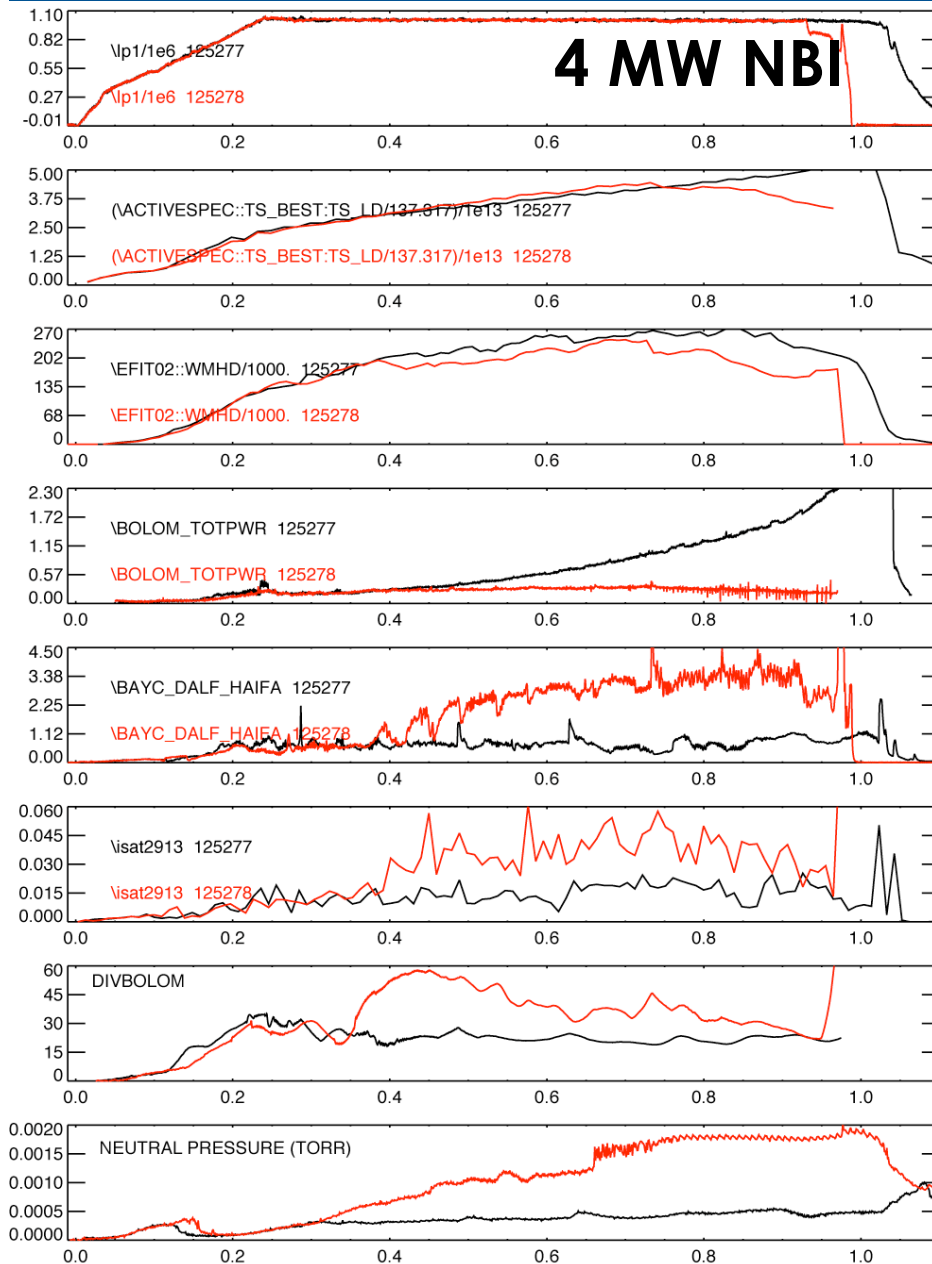 1.10
0.82
0.55
0.27
-0.01
\Ip1/1e6 125277
4 MW NBI
\Ip1/1e6 125278
0.0 0.2 0.4 0.6 0.8 1.0
5.00
3.75
2.50
1.25
0.00
(\ACTIVESPEC::TS_BEST:TS_LD/137.317)/1e13 125277
(\ACTIVESPEC::TS_BEST:TS_LD/137.317)/1e13 125278
0.0 0.2 0.4 0.6 0.8 1.0
270
202
135
68
0
\EFIT02::WMHD/1000. 125277
\EFIT02::WMHD/1000. 125278
0.0 0.2 0.4 0.6 0.8 1.0
2.30
1.72
1.15
0.57
0.00
\BOLOM_TOTPWR 125277
\BOLOM_TOTPWR 125278
0.0 0.2 0.4 0.6 0.8 1.0
4.50
3.38
2.25
1.12
0.00
\BAYC_DALF_HAIFA 125277
\BAYC_DALF_HAIFA 125278
0.0 0.2 0.4 0.6 0.8 1.0
0.060
0.045
0.030
0.015
0.000
\isat2913 125277
\isat2913 125278
0.0 0.2 0.4 0.6 0.8 1.0
60
45
30
15
0
DIVBOLOM
0.0 0.2 0.4 0.6 0.8 1.0
0.0020
0.0015
0.0010
0.0005
0.0000
NEUTRAL PRESSURE (TORR)
0.0 0.2 0.4 0.6 0.8 1.0